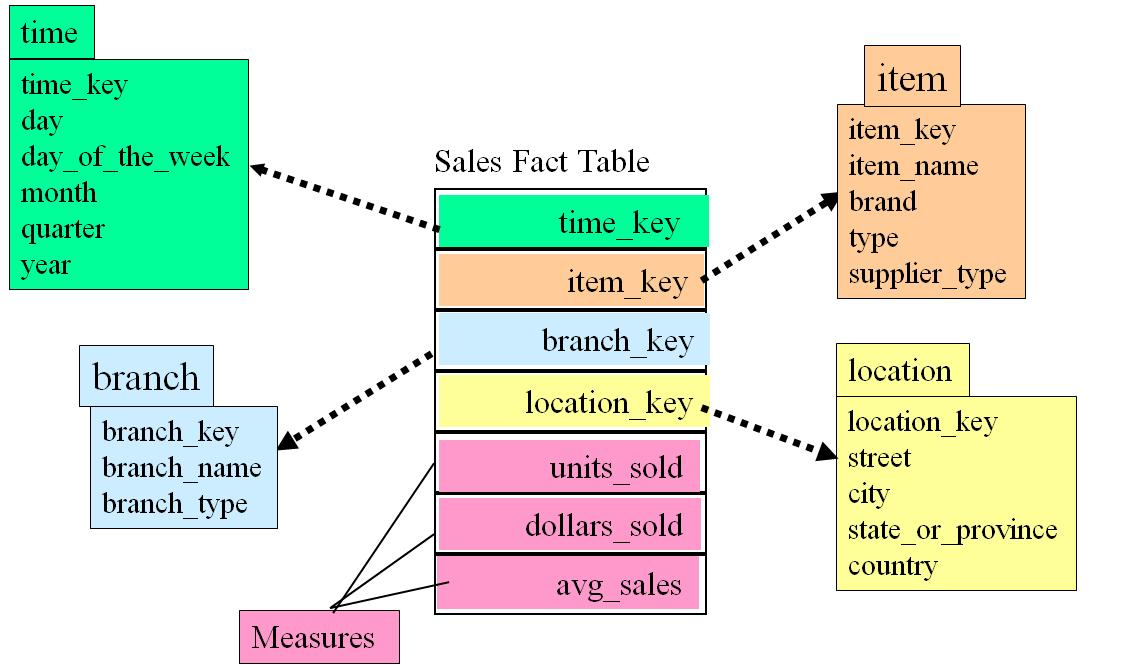 time
time_key
day
day_of_the_week
month
quarter
year
branch
branch_key
branch_name
branch_type
Sales Fact Table
time_key
item_key
branch_key
location_key
units_sold
dollars_sold
avg_sales
Measures
item
item_key
item_name
brand
type
supplier_type
location
location_key
street
city
state_or_province
country